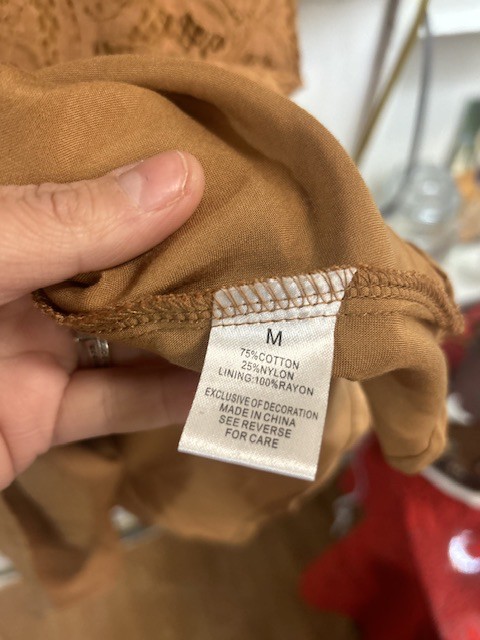 M
75%COTTON
25%NYLON
LINING:100%RAYON
EXCLUSIVE OF DECORATION
MADE IN CHINA
SEE REVERSE
FOR CARE